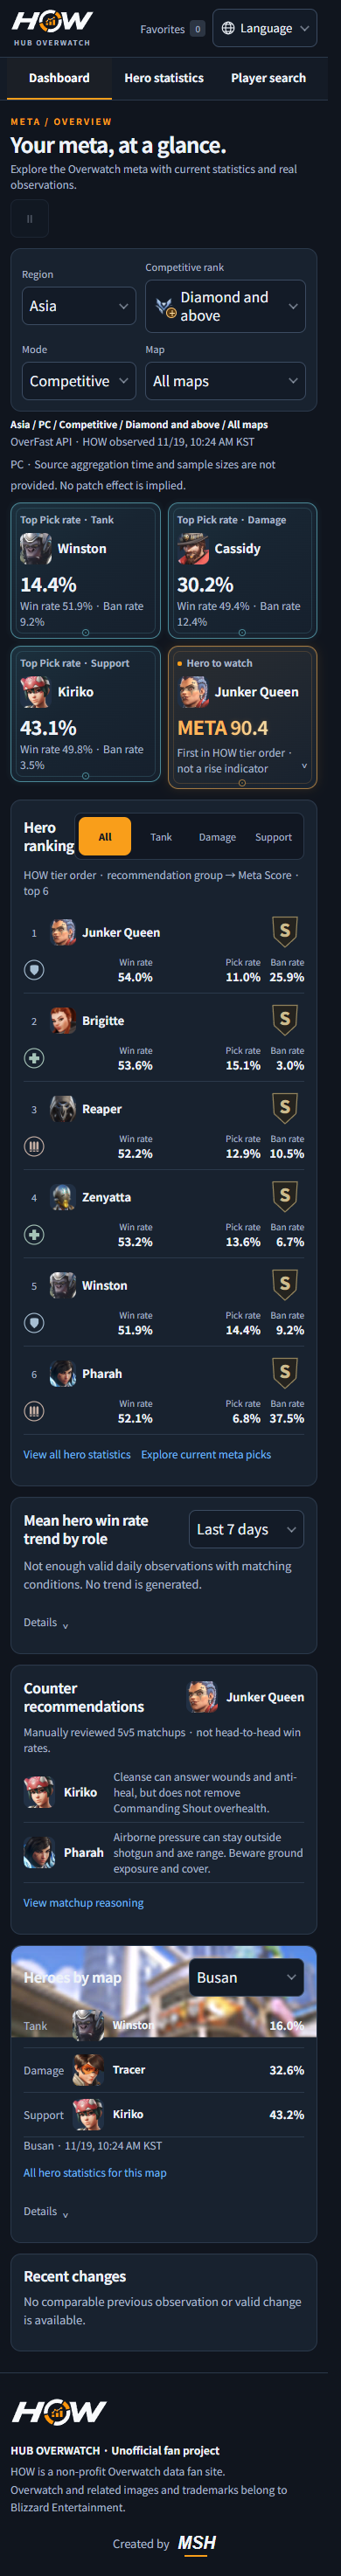 HOW
HUB OVERWATCH
Favorites 0
Language
Dashboard Hero statistics Player search
META / OVERVIEW
Your meta, at a glance.
Explore the Overwatch meta with current statistics and real
observations.
Region
Asia
Competitive rank
Diamond and
above
Mode
Competitive
Map
All maps
Asia / PC / Competitive / Diamond and above / All maps
OverFast API · HOW observed 11/19, 10:24 AM KST
PC · Source aggregation time and sample sizes are not
provided. No patch effect is implied.
Top Pick rate · Tank
Winston
14.4%
Win rate 51.9% · Ban rate
9.2%
Top Pick rate · Damage
Cassidy
30.2%
Win rate 49.4% · Ban rate
12.4%
Top Pick rate · Support
Kiriko
43.1%
Win rate 49.8% · Ban rate
3.5%
Hero to watch
Junker Queen
META 90.4
First in HOW tier order ·
not a rise indicator
Hero
ranking
All Tank Damage Support
HOW tier order · recommendation group → Meta Score ·
top 6
1 Junker Queen S
Win rate Pick rate Ban rate
54.0% 11.0% 25.9%
2 Brigitte S
Win rate Pick rate Ban rate
53.6% 15.1% 3.0%
3 Reaper S
Win rate Pick rate Ban rate
52.2% 12.9% 10.5%
4 Zenyatta S
Win rate Pick rate Ban rate
53.2% 13.6% 6.7%
5 Winston S
Win rate Pick rate Ban rate
51.9% 14.4% 9.2%
6 Pharah S
Win rate Pick rate Ban rate
52.1% 6.8% 37.5%
View all hero statistics Explore current meta picks
Mean hero win rate
trend by role
Last 7 days
Not enough valid daily observations with matching
conditions. No trend is generated.
Details
Counter
recommendations
Junker Queen
Manually reviewed 5v5 matchups · not head-to-head win
rates.
Kiriko
Cleanse can answer wounds and anti-
heal, but does not remove
Commanding Shout overhealth.
Pharah
Airborne pressure can stay outside
shotgun and axe range. Beware ground
exposure and cover.
View matchup reasoning
Heroes by map
Busan
Tank Winston 16.0%
Damage Tracer 32.6%
Support Kiriko 43.2%
Busan · 11/19, 10:24 AM KST
All hero statistics for this map
Details
Recent changes
No comparable previous observation or valid change
is available.
HOW
HUB OVERWATCH · Unofficial fan project
HOW is a non-profit Overwatch data fan site.
Overwatch and related images and trademarks belong to
Blizzard Entertainment.
Created by MSH